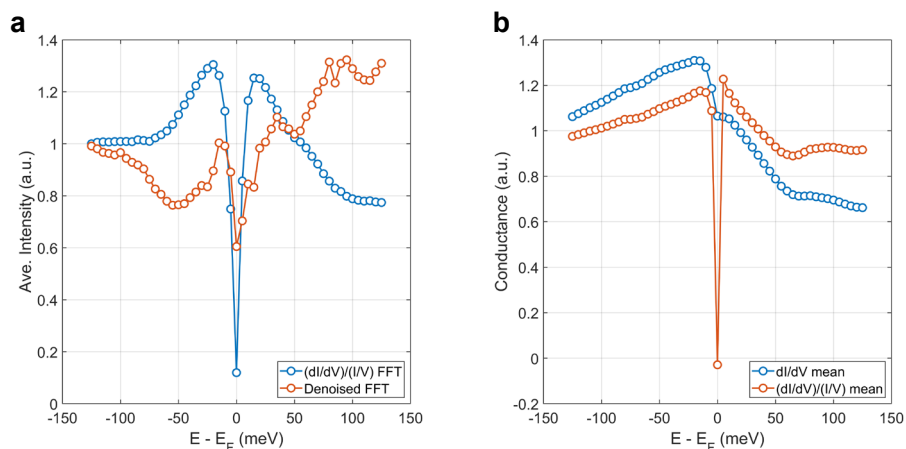 a
1.4
1.2
1
0.8
0.6
0.4
0.2
0
Ave. Intensity (a.u.)
(dI/dV)/(I/V) FFT
Denoised FFT
-150 -100 -50 0 50 100 150
E - E_F (meV)
b
1.4
1.2
1
0.8
0.6
0.4
0.2
0
-0.2
Conductance (a.u.)
dI/dV mean
(dI/dV)/(I/V) mean
-150 -100 -50 0 50 100 150
E - E_F (meV)